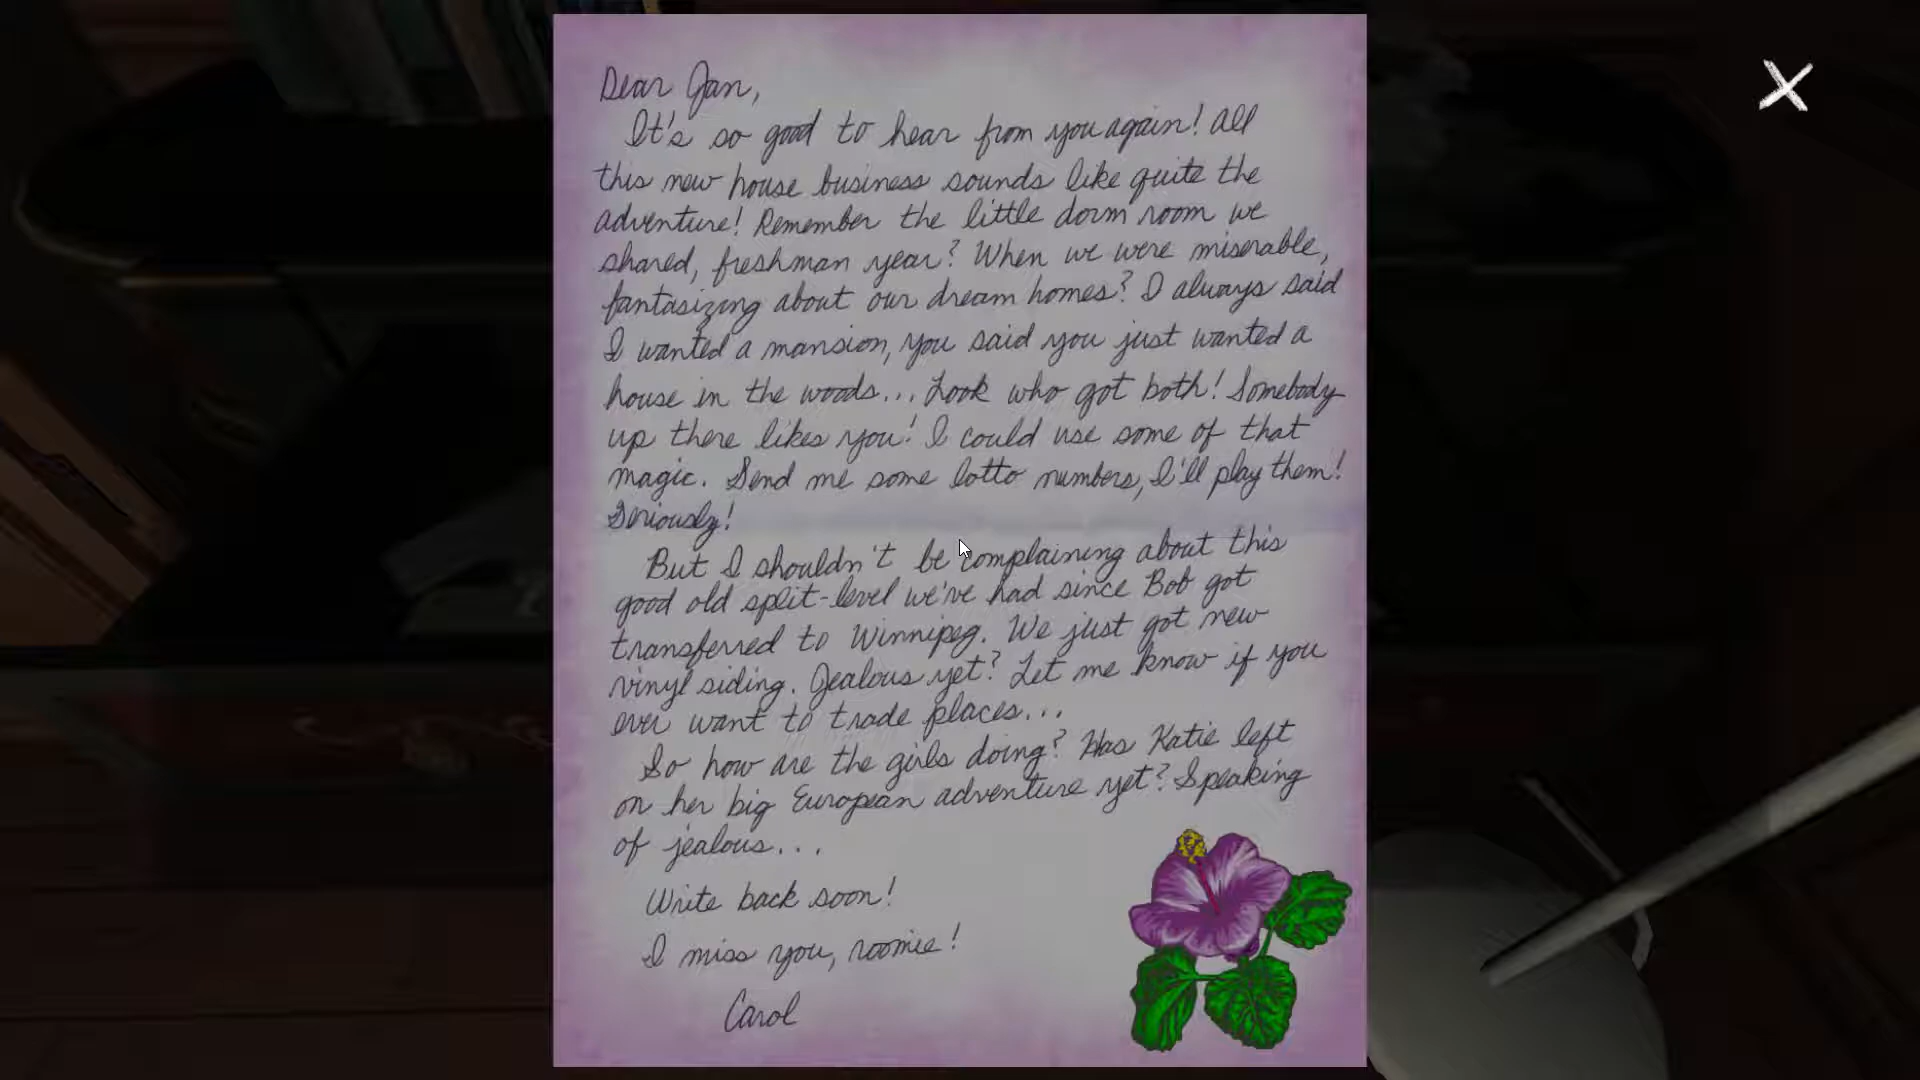 Dear Jan,
It's so good to hear from you again! All
this new house business sounds like quite the
adventure! Remember the little dorm room we
shared, freshman year? When we were miserable,
fantasizing about our dream homes? I always said
I wanted a mansion, you said you just wanted a
house in the woods... Look who got both! Somebody
up there likes you! I could use some of that
magic. Send me some lotto numbers, I'll play them!
Seriously!
But I shouldn't be complaining about this
good old split-level we've had since Bob got
transferred to Winnipeg. We just got new
vinyl siding. Jealous yet? Let me know if you
ever want to trade places...
So how are the girls doing? Has Katie left
on her big European adventure yet? Speaking
of jealous...
Write back soon!
I miss you, roomie!
Carol